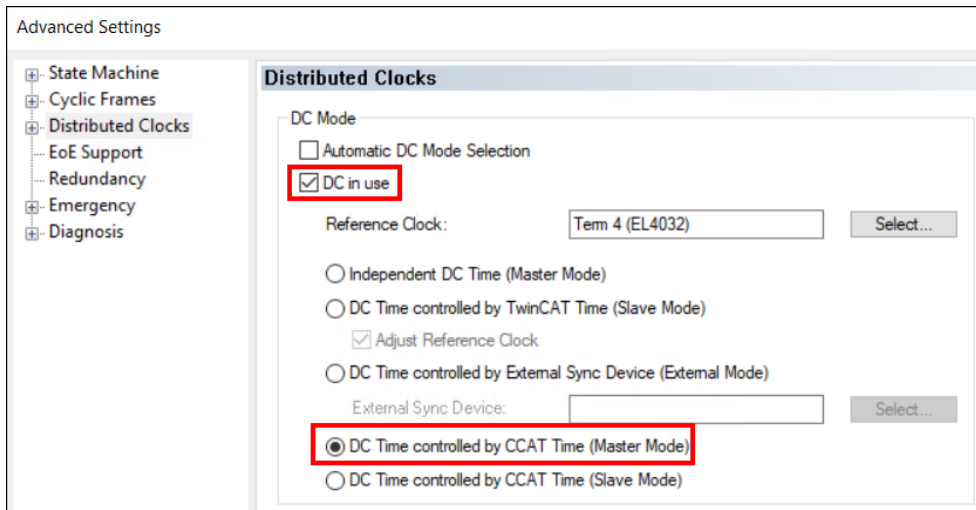 Advanced Settings
State Machine
Cyclic Frames
Distributed Clocks
EoE Support
Redundancy
Emergency
Diagnosis
Distributed Clocks
DC Mode
Automatic DC Mode Selection
DC in use
Reference Clock: Term 4 (EL4032) Select...
Independent DC Time (Master Mode)
DC Time controlled by TwinCAT Time (Slave Mode)
Adjust Reference Clock
DC Time controlled by External Sync Device (External Mode)
External Sync Device: Select...
DC Time controlled by CCAT Time (Master Mode)
DC Time controlled by CCAT Time (Slave Mode)